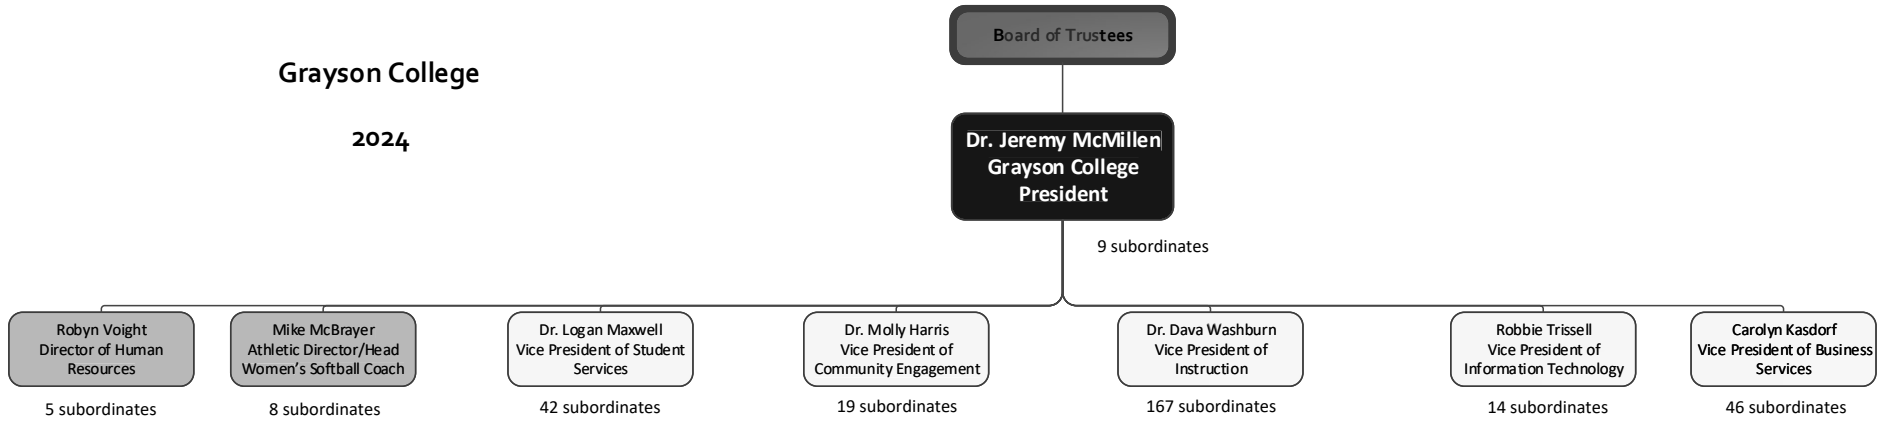 Board of Trustees
Grayson College
2024
Dr. Jeremy McMillen
Grayson College
President
9 subordinates
Robyn Voight
Director of Human
Resources
5 subordinates
Mike McBrayer
Athletic Director/Head
Women’s Softball Coach
8 subordinates
Dr. Logan Maxwell
Vice President of Student
Services
42 subordinates
Dr. Molly Harris
Vice President of
Community Engagement
19 subordinates
Dr. Dava Washburn
Vice President of
Instruction
167 subordinates
Robbie Trissell
Vice President of
Information Technology
14 subordinates
Carolyn Kasdorf
Vice President of Business
Services
46 subordinates